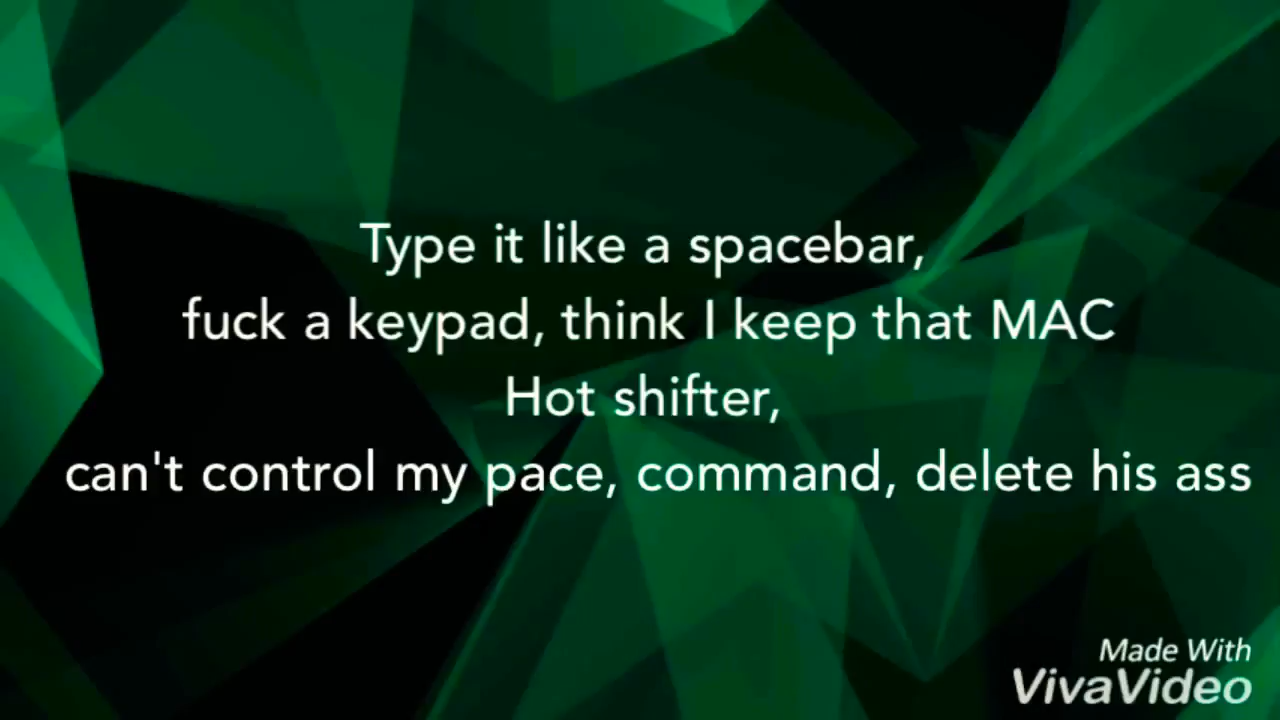 Type it like a spacebar,
fuck a keypad, think I keep that MAC
Hot shifter,
can't control my pace, command, delete his ass
Made With
VivaVideo